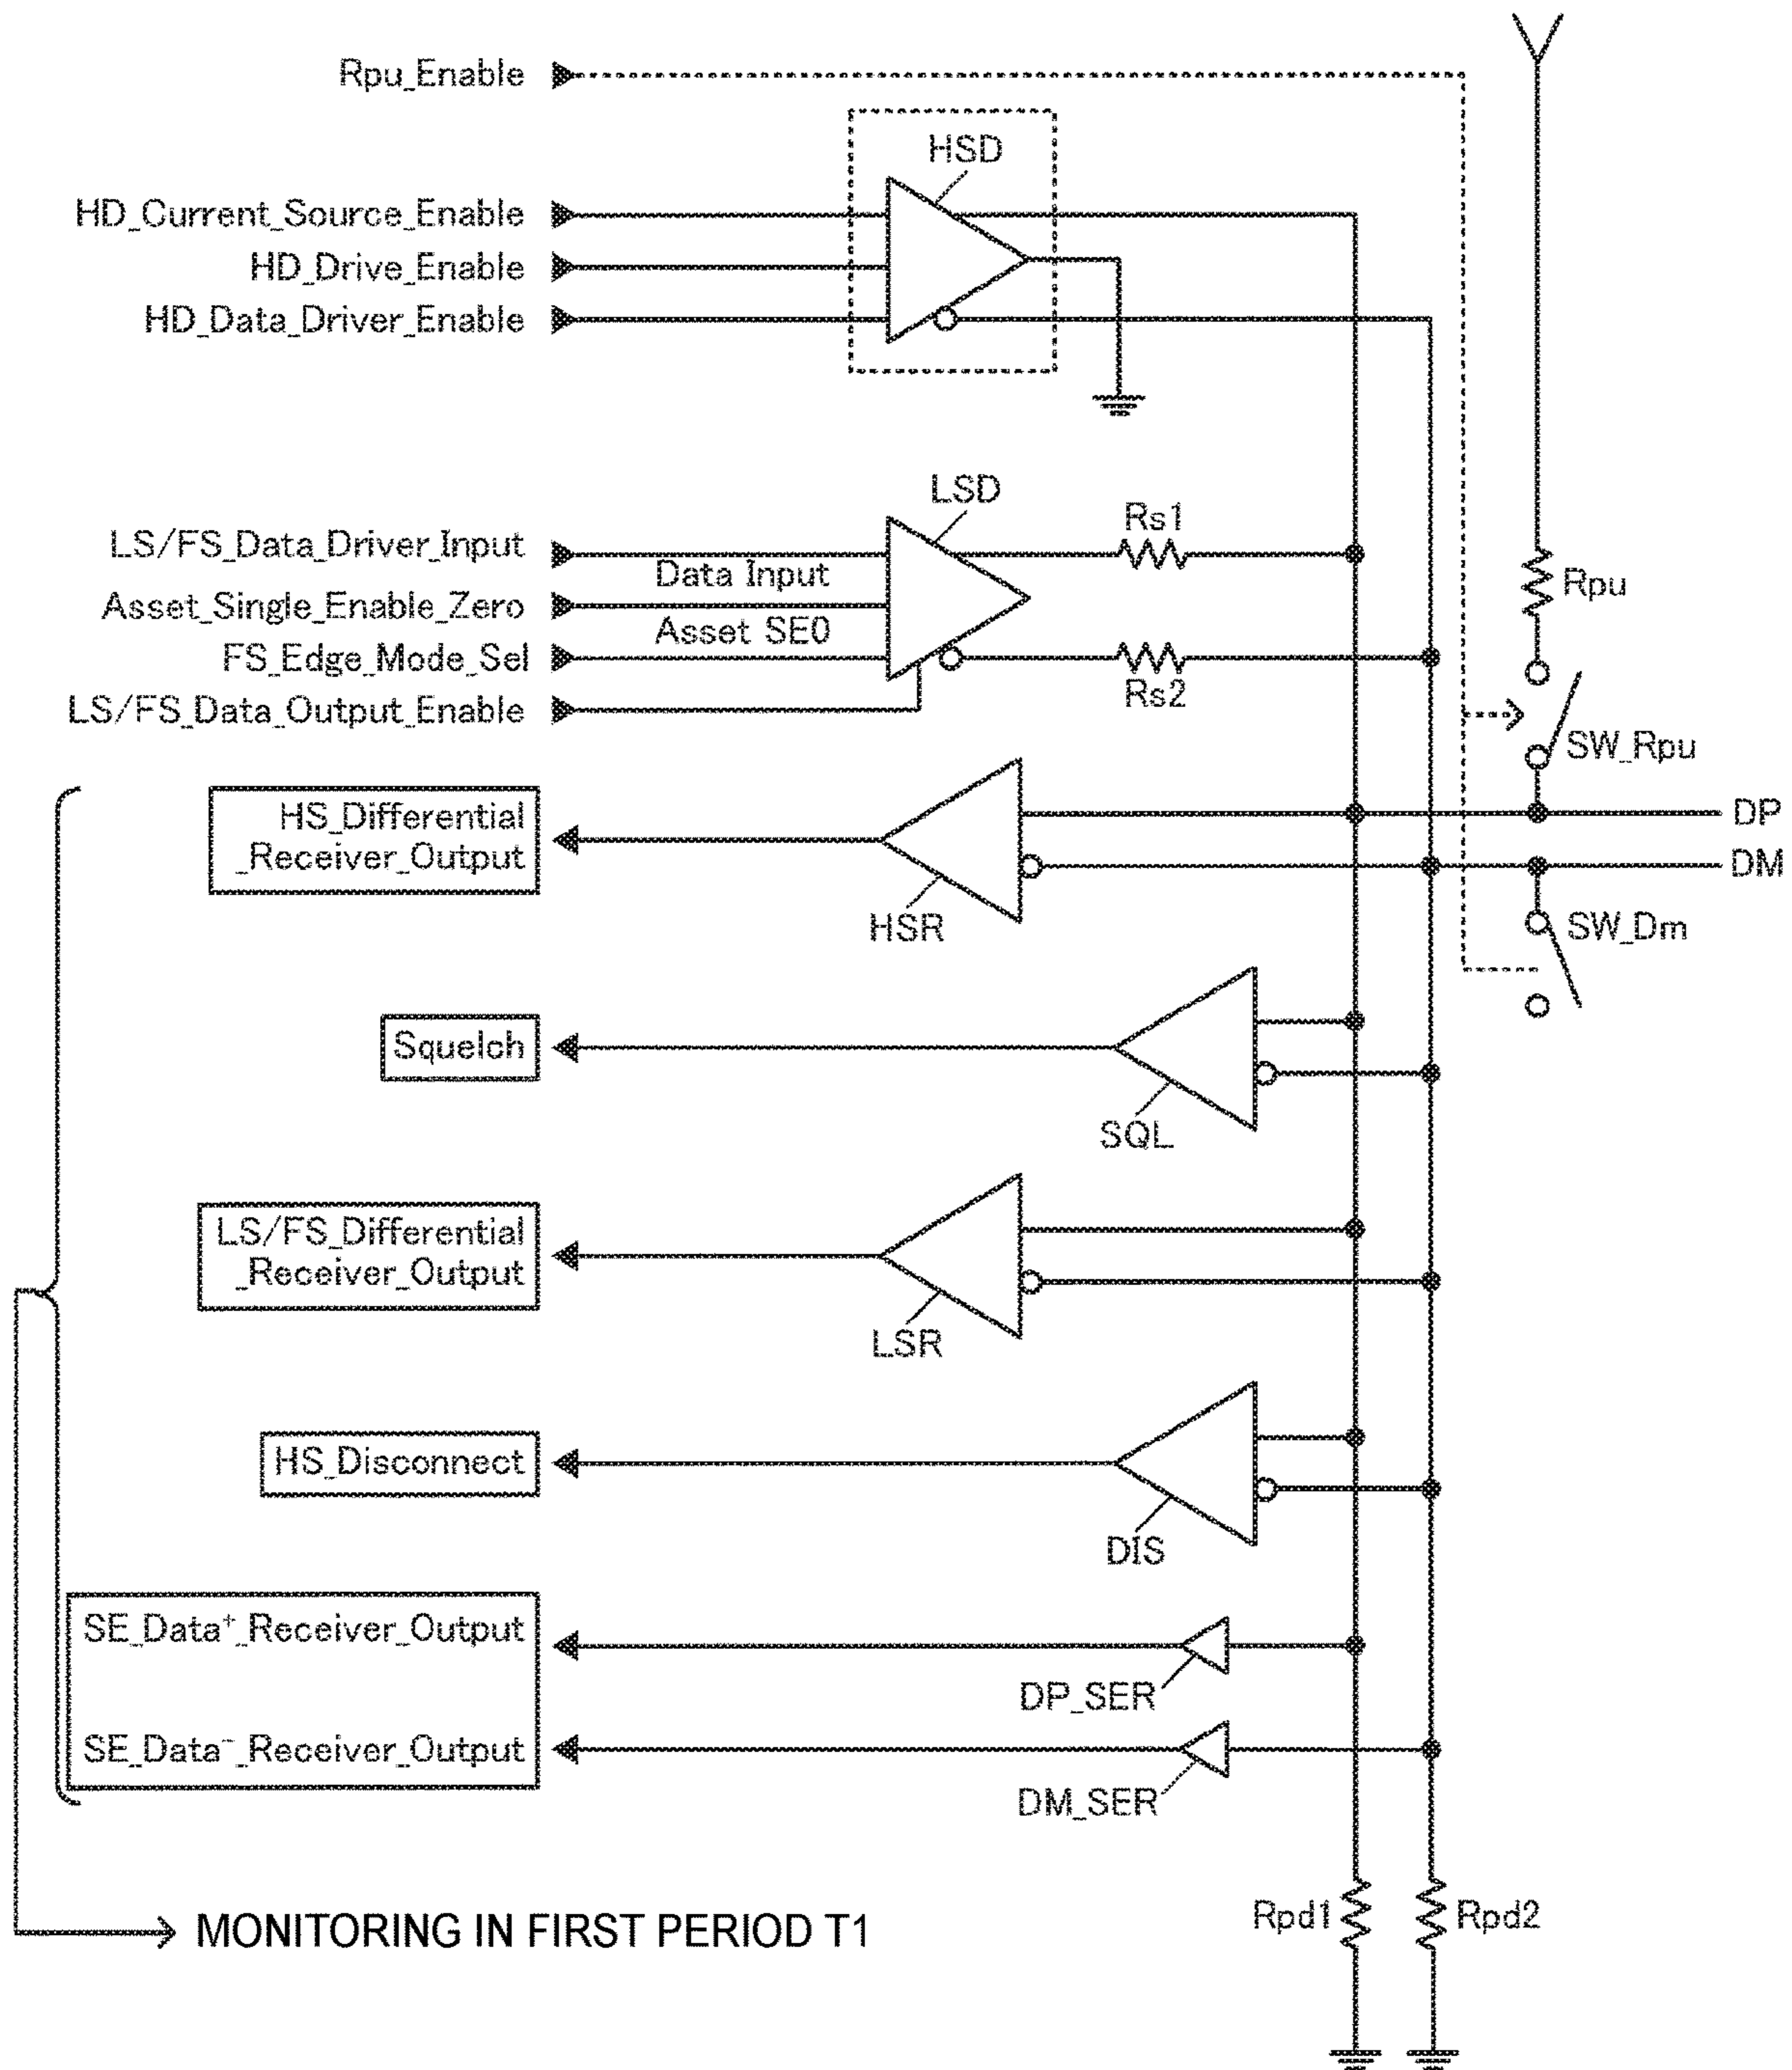 Rpu_Enable
HSD
HD_Current_Source_Enable
HD_Drive_Enable
HD_Data_Driver_Enable
LSD
Rs1
LS/FS_Data_Driver_Input
Data Input
Rpu
Asset_Single_Enable_Zero
Asset SE0
FS_Edge_Mode_Sel
Rs2
LS/FS_Data_Output_Enable
SW_Rpu
HS_Differential
_Receiver_Output
DP
DM
HSR
SW_Dm
Squelch
SQL
LS/FS_Differential
_Receiver_Output
LSR
HS_Disconnect
DIS
SE_Data⁺_Receiver_Output
DP_SER
SE_Data⁻_Receiver_Output
DM_SER
Rpd1
Rpd2
MONITORING IN FIRST PERIOD T1